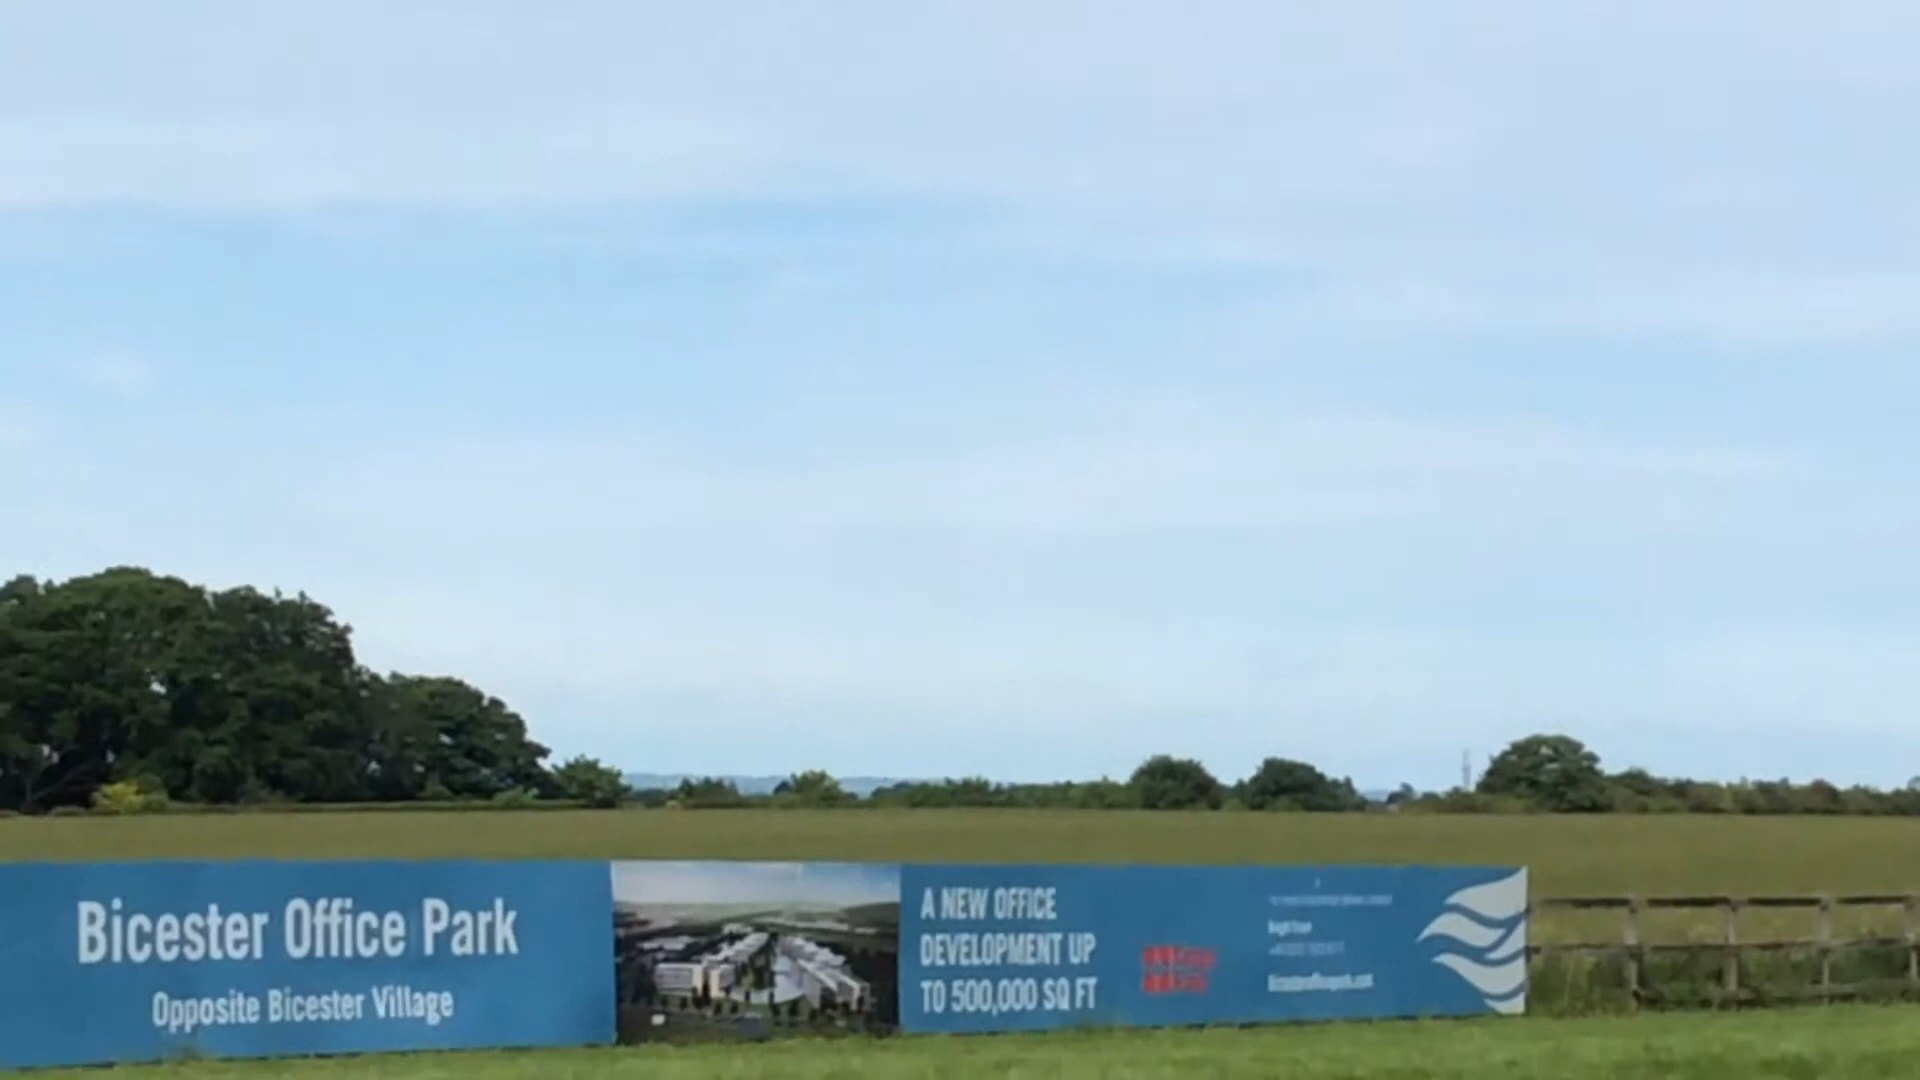 Bicester Office Park
Opposite Bicester Village
A NEW OFFICE
DEVELOPMENT UP
TO 500,000 SQ FT